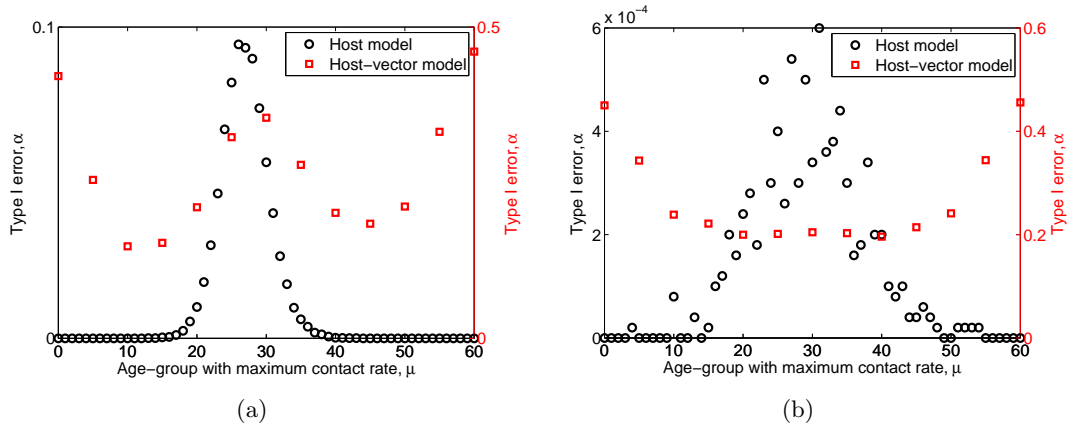 0.1
0
0.5
0
Type I error, α
Type I error, α
0 10 20 30 40 50 60
Age−group with maximum contact rate, μ
Host model
Host−vector model
(a)
6 x 10⁻⁴
4
2
0
0.6
0.4
0.2
0
Type I error, α
Type I error, α
0 10 20 30 40 50 60
Age−group with maximum contact rate, μ
Host model
Host−vector model
(b)